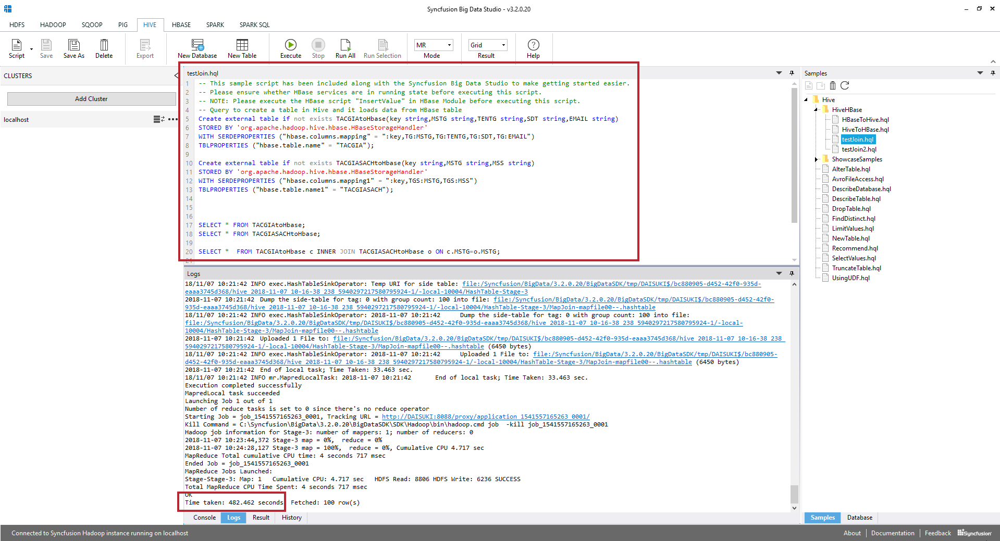 Syncfusion Big Data Studio - v3.2.0.20
HDFS HADOOP SQOOP PIG HIVE HBASE SPARK SPARK SQL
Script Save Save As Delete Export New Database New Table Execute Stop Run All Run Selection MR Mode Grid Result Help
CLUSTERS
Add Cluster
localhost
testJoin.hql
1 -- This sample script has been included along with the Syncfusion Big Data Studio to make getting started easier.
2 -- Please ensure whether HBase services are in running state before executing this script.
3 -- NOTE: Please execute the HBase script "InsertValue" in HBase Module before executing this script.
4 -- Query to create a table in Hive and it loads data from HBase table
5 Create external table if not exists TACGIAtoHbase(key string,MSTG string,TENTG string,SDT string,EMAIL string)
6 STORED BY 'org.apache.hadoop.hive.hbase.HBaseStorageHandler'
7 WITH SERDEPROPERTIES ("hbase.columns.mapping" = ":key,TG:MSTG,TG:TENTG,TG:SDT,TG:EMAIL")
8 TBLPROPERTIES ("hbase.table.name" = "TACGIA");
9
10 Create external table if not exists TACGIASACHtoHbase(key string,MSTG string,MSS string)
11 STORED BY 'org.apache.hadoop.hive.hbase.HBaseStorageHandler'
12 WITH SERDEPROPERTIES ("hbase.columns.mapping1" = ":key,TGS:MSTG,TGS:MSS")
13 TBLPROPERTIES ("hbase.table.name1" = "TACGIASACH");
14
15
16
17 SELECT * FROM TACGIAtoHbase;
18 SELECT * FROM TACGIASACHtoHbase;
19
20 SELECT *  FROM TACGIAtoHbase c INNER JOIN TACGIASACHtoHbase o ON c.MSTG=o.MSTG;
21
Logs
18/11/07 10:21:42 INFO exec.HashTableSinkOperator: Temp URI for side table: file:/Syncfusion/BigData/3.2.0.20/BigDataSDK/tmp/DAISUKI$/bc880905-d452-42f0-935d-
eaaa3745d368/hive_2018-11-07_10-16-38_238_5940297217580795924-1/-local-10004/HashTable-Stage-3
2018-11-07 10:21:42 Dump the side-table for tag: 0 with group count: 100 into file: file:/Syncfusion/BigData/3.2.0.20/BigDataSDK/tmp/DAISUKI$/bc880905-d452-42f0-
935d-eaaa3745d368/hive_2018-11-07_10-16-38_238_5940297217580795924-1/-local-10004/HashTable-Stage-3/MapJoin-mapfile00--.hashtable
18/11/07 10:21:42 INFO exec.HashTableSinkOperator: 2018-11-07 10:21:42 Dump the side-table for tag: 0 with group count: 100 into file:
file:/Syncfusion/BigData/3.2.0.20/BigDataSDK/tmp/DAISUKI$/bc880905-d452-42f0-935d-eaaa3745d368/hive_2018-11-07_10-16-38_238_5940297217580795924-1/-local-
10004/HashTable-Stage-3/MapJoin-mapfile00--.hashtable
2018-11-07 10:21:42 Uploaded 1 File to: file:/Syncfusion/BigData/3.2.0.20/BigDataSDK/tmp/DAISUKI$/bc880905-d452-42f0-935d-eaaa3745d368/hive_2018-11-07_10-16-38_238_
5940297217580795924-1/-local-10004/HashTable-Stage-3/MapJoin-mapfile00--.hashtable (6450 bytes)
18/11/07 10:21:42 INFO exec.HashTableSinkOperator: 2018-11-07 10:21:42 Uploaded 1 File to: file:/Syncfusion/BigData/3.2.0.20/BigDataSDK/tmp/DAISUKI$/bc880905-
d452-42f0-935d-eaaa3745d368/hive_2018-11-07_10-16-38_238_5940297217580795924-1/-local-10004/HashTable-Stage-3/MapJoin-mapfile00--.hashtable (6450 bytes)
2018-11-07 10:21:42 End of local task; Time Taken: 33.463 sec.
18/11/07 10:21:42 INFO mr.MapredLocalTask: 2018-11-07 10:21:42 End of local task; Time Taken: 33.463 sec.
Execution completed successfully
MapredLocal task succeeded
Launching Job 1 out of 1
Number of reduce tasks is set to 0 since there's no reduce operator
Starting Job = job_1541557165263_0001, Tracking URL = http://DAISUKI:8088/proxy/application_1541557165263_0001/
Kill Command = C:\Syncfusion\BigData\3.2.0.20\BigDataSDK\SDK\Hadoop\bin\hadoop.cmd job  -kill job_1541557165263_0001
Hadoop job information for Stage-3: number of mappers: 1; number of reducers: 0
2018-11-07 10:23:44,372 Stage-3 map = 0%,  reduce = 0%
2018-11-07 10:24:28,127 Stage-3 map = 100%,  reduce = 0%, Cumulative CPU 4.717 sec
MapReduce Total cumulative CPU time: 4 seconds 717 msec
Ended Job = job_1541557165263_0001
MapReduce Jobs Launched:
Stage-Stage-3: Map: 1   Cumulative CPU: 4.717 sec   HDFS Read: 8806 HDFS Write: 6236 SUCCESS
Total MapReduce CPU Time Spent: 4 seconds 717 msec
OK
Time taken: 482.462 seconds Fetched: 100 row(s)
Console Logs Result History
Samples
Hive
HiveHBase
HBaseToHive.hql
HiveToHBase.hql
testJoin.hql
testJoin2.hql
ShowcaseSamples
AlterTable.hql
AvroFileAccess.hql
DescribeDatabase.hql
DescribeTable.hql
DropTable.hql
FindDistinct.hql
LimitValues.hql
NewTable.hql
Recommend.hql
SelectValues.hql
TruncateTable.hql
UsingUDF.hql
Samples Database
Connected to Syncfusion Hadoop instance running on localhost
About Documentation Feedback Syncfusion